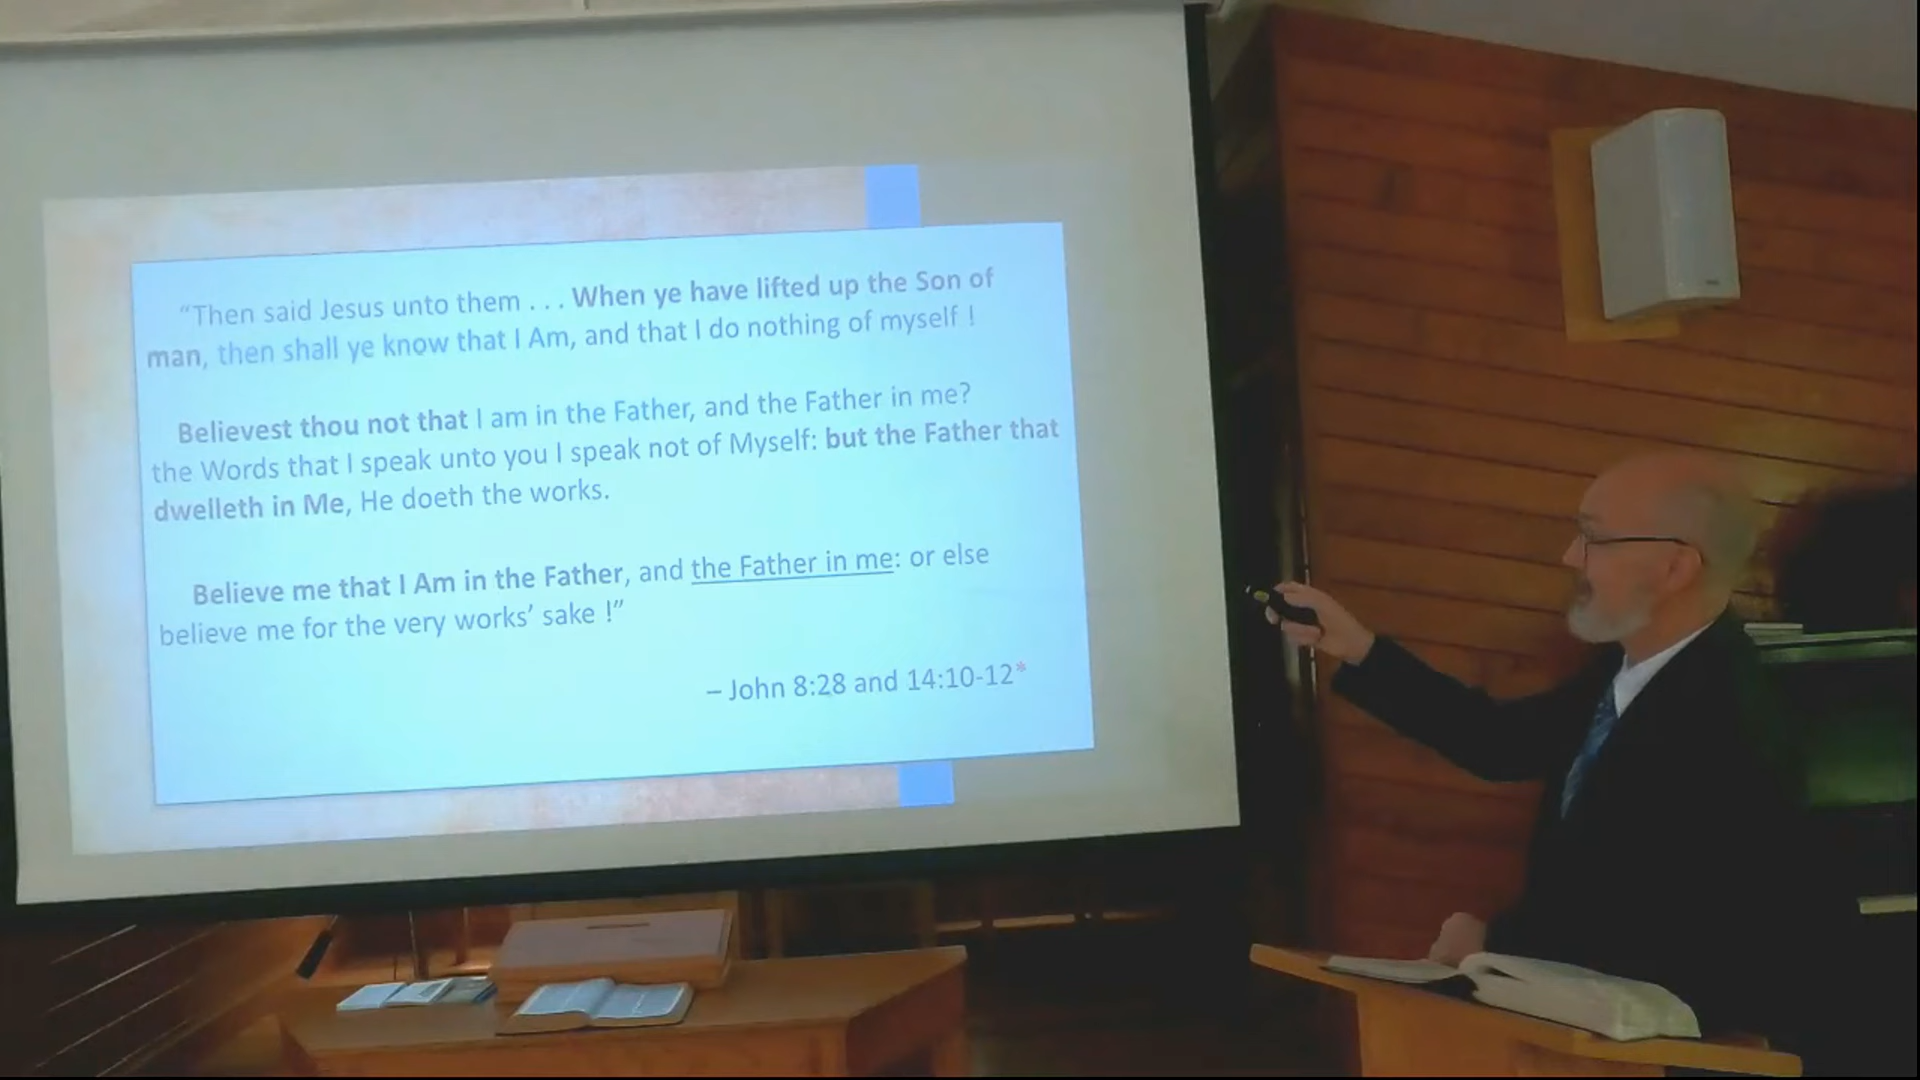 “Then said Jesus unto them . . . When ye have lifted up the Son of
man, then shall ye know that I Am, and that I do nothing of myself !
Believest thou not that I am in the Father, and the Father in me?
the Words that I speak unto you I speak not of Myself: but the Father that
dwelleth in Me, He doeth the works.
Believe me that I Am in the Father, and the Father in me: or else
believe me for the very works’ sake !”
– John 8:28 and 14:10-12*